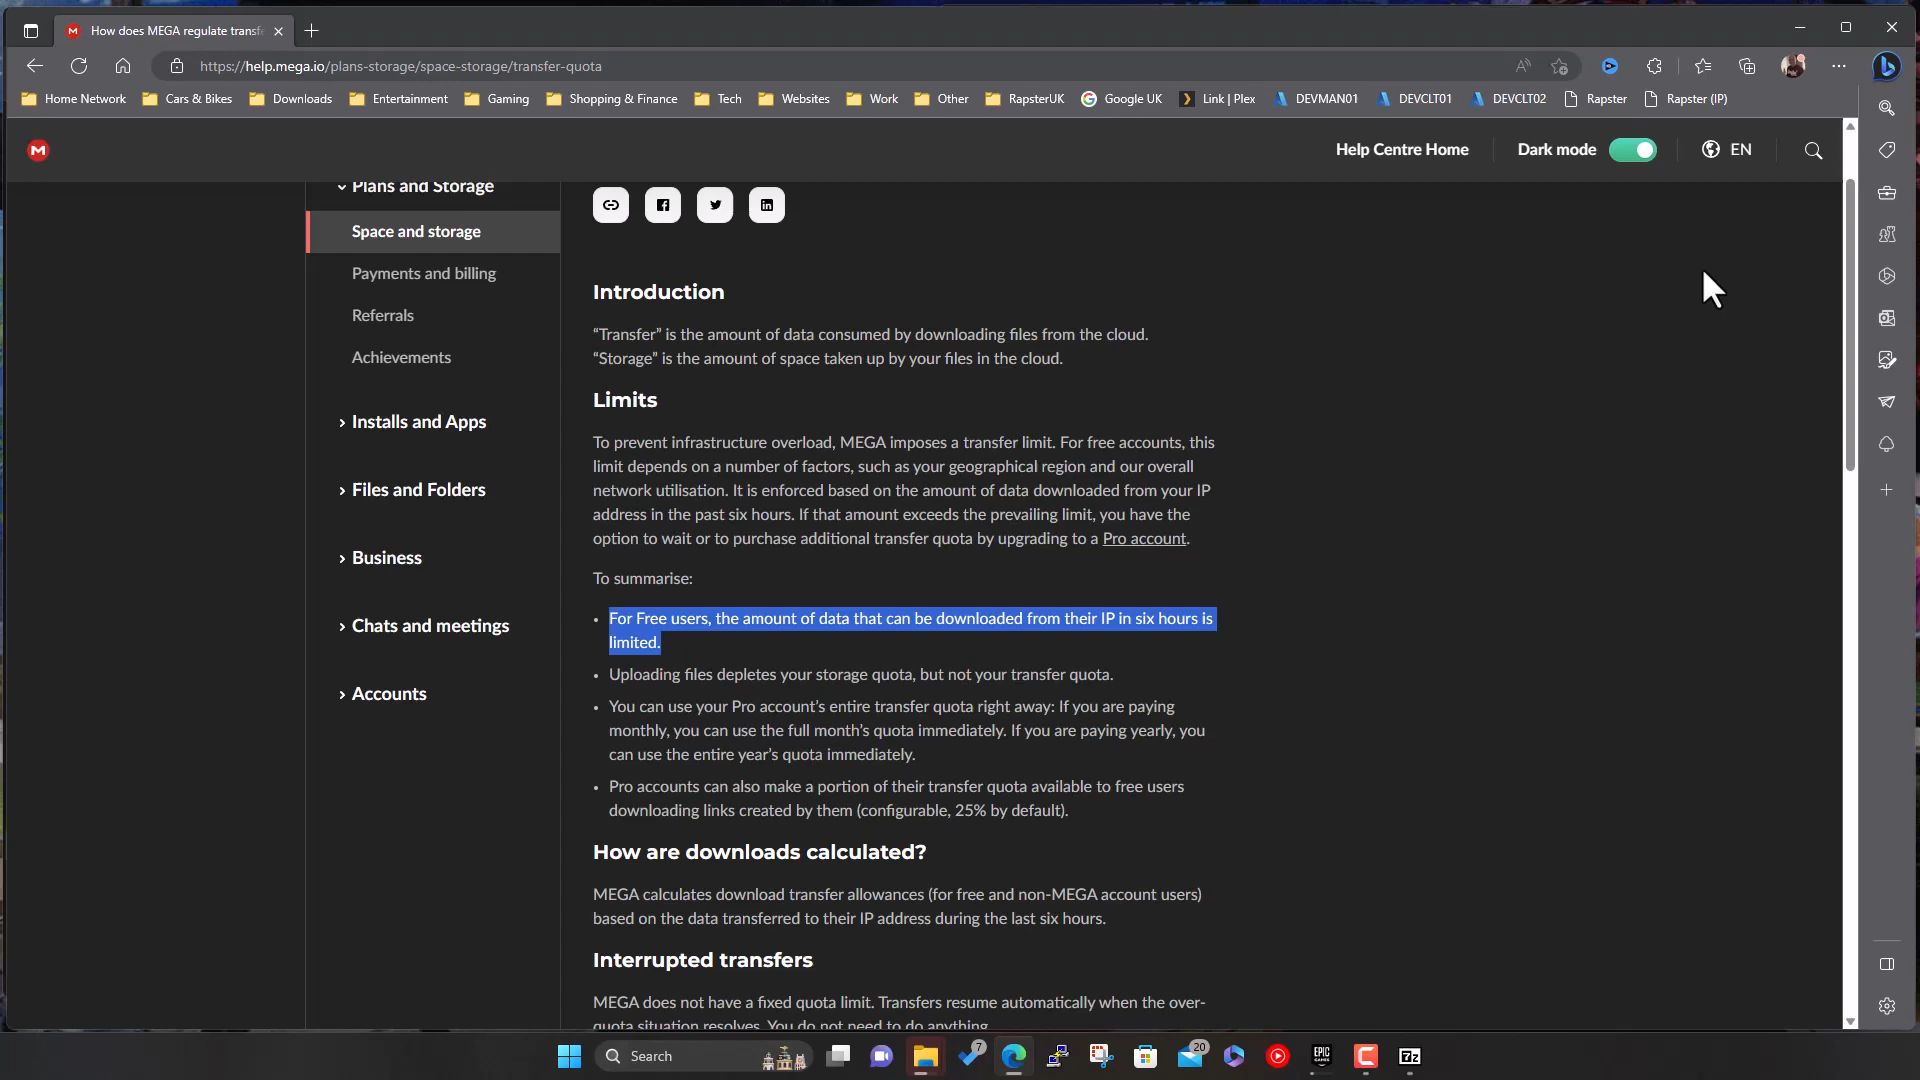 How does MEGA regulate transf
https://help.mega.io/plans-storage/space-storage/transfer-quota
Home Network
Cars & Bikes
Downloads
Entertainment
Gaming
Shopping & Finance
Tech
Websites
Work
Other
RapsterUK
Google UK
Link | Plex
DEVMAN01
DEVCLT01
DEVCLT02
Rapster
Rapster (IP)
M
Help Centre Home
Dark mode
EN
Plans and Storage
Space and storage
Payments and billing
Referrals
Achievements
Installs and Apps
Files and Folders
Business
Chats and meetings
Accounts
Introduction
“Transfer” is the amount of data consumed by downloading files from the cloud.
“Storage” is the amount of space taken up by your files in the cloud.
Limits
To prevent infrastructure overload, MEGA imposes a transfer limit. For free accounts, this
limit depends on a number of factors, such as your geographical region and our overall
network utilisation. It is enforced based on the amount of data downloaded from your IP
address in the past six hours. If that amount exceeds the prevailing limit, you have the
option to wait or to purchase additional transfer quota by upgrading to a Pro account.
To summarise:
• For Free users, the amount of data that can be downloaded from their IP in six hours is
limited.
• Uploading files depletes your storage quota, but not your transfer quota.
• You can use your Pro account’s entire transfer quota right away: If you are paying
monthly, you can use the full month’s quota immediately. If you are paying yearly, you
can use the entire year’s quota immediately.
• Pro accounts can also make a portion of their transfer quota available to free users
downloading links created by them (configurable, 25% by default).
How are downloads calculated?
MEGA calculates download transfer allowances (for free and non-MEGA account users)
based on the data transferred to their IP address during the last six hours.
Interrupted transfers
MEGA does not have a fixed quota limit. Transfers resume automatically when the over-
quota situation resolves. You do not need to do anything.
Search
7
20
EPIC
GAMES
7z